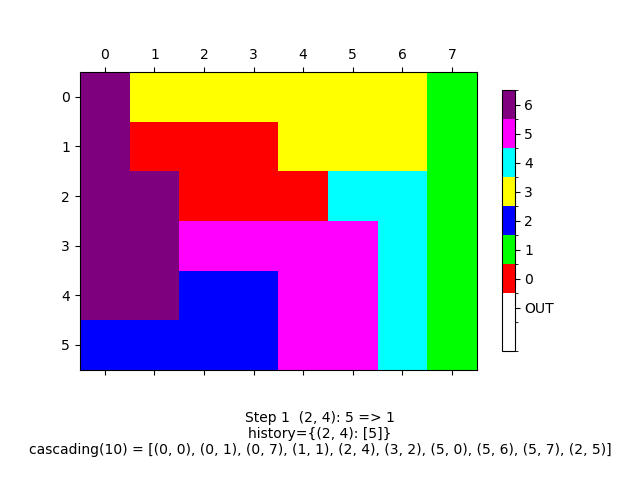 0 1 2 3 4 5 6 7
0
1
2
3
4
5
6
5
4
3
2
1
0
OUT
Step 1  (2, 4): 5 => 1
history={(2, 4): [5]}
cascading(10) = [(0, 0), (0, 1), (0, 7), (1, 1), (2, 4), (3, 2), (5, 0), (5, 6), (5, 7), (2, 5)]